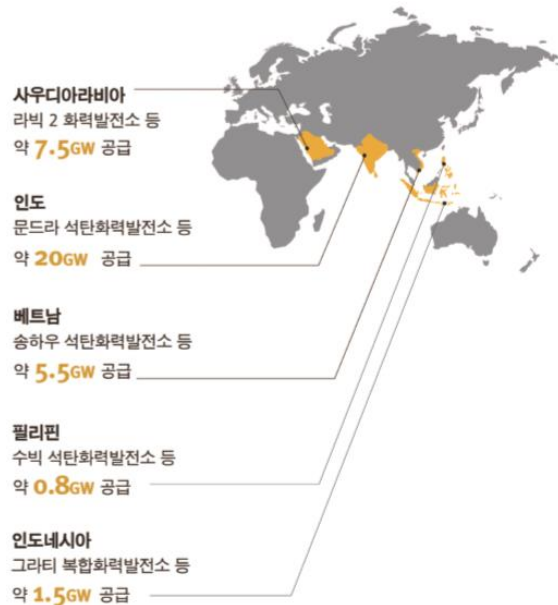 사우디아라비아
라빅 2 화력발전소 등
약 7.5GW 공급
인도
문드라 석탄화력발전소 등
약 20GW 공급
베트남
송하우 석탄화력발전소 등
약 5.5GW 공급
필리핀
수빅 석탄화력발전소 등
약 0.8GW 공급
인도네시아
그라티 복합화력발전소 등
약 1.5GW 공급